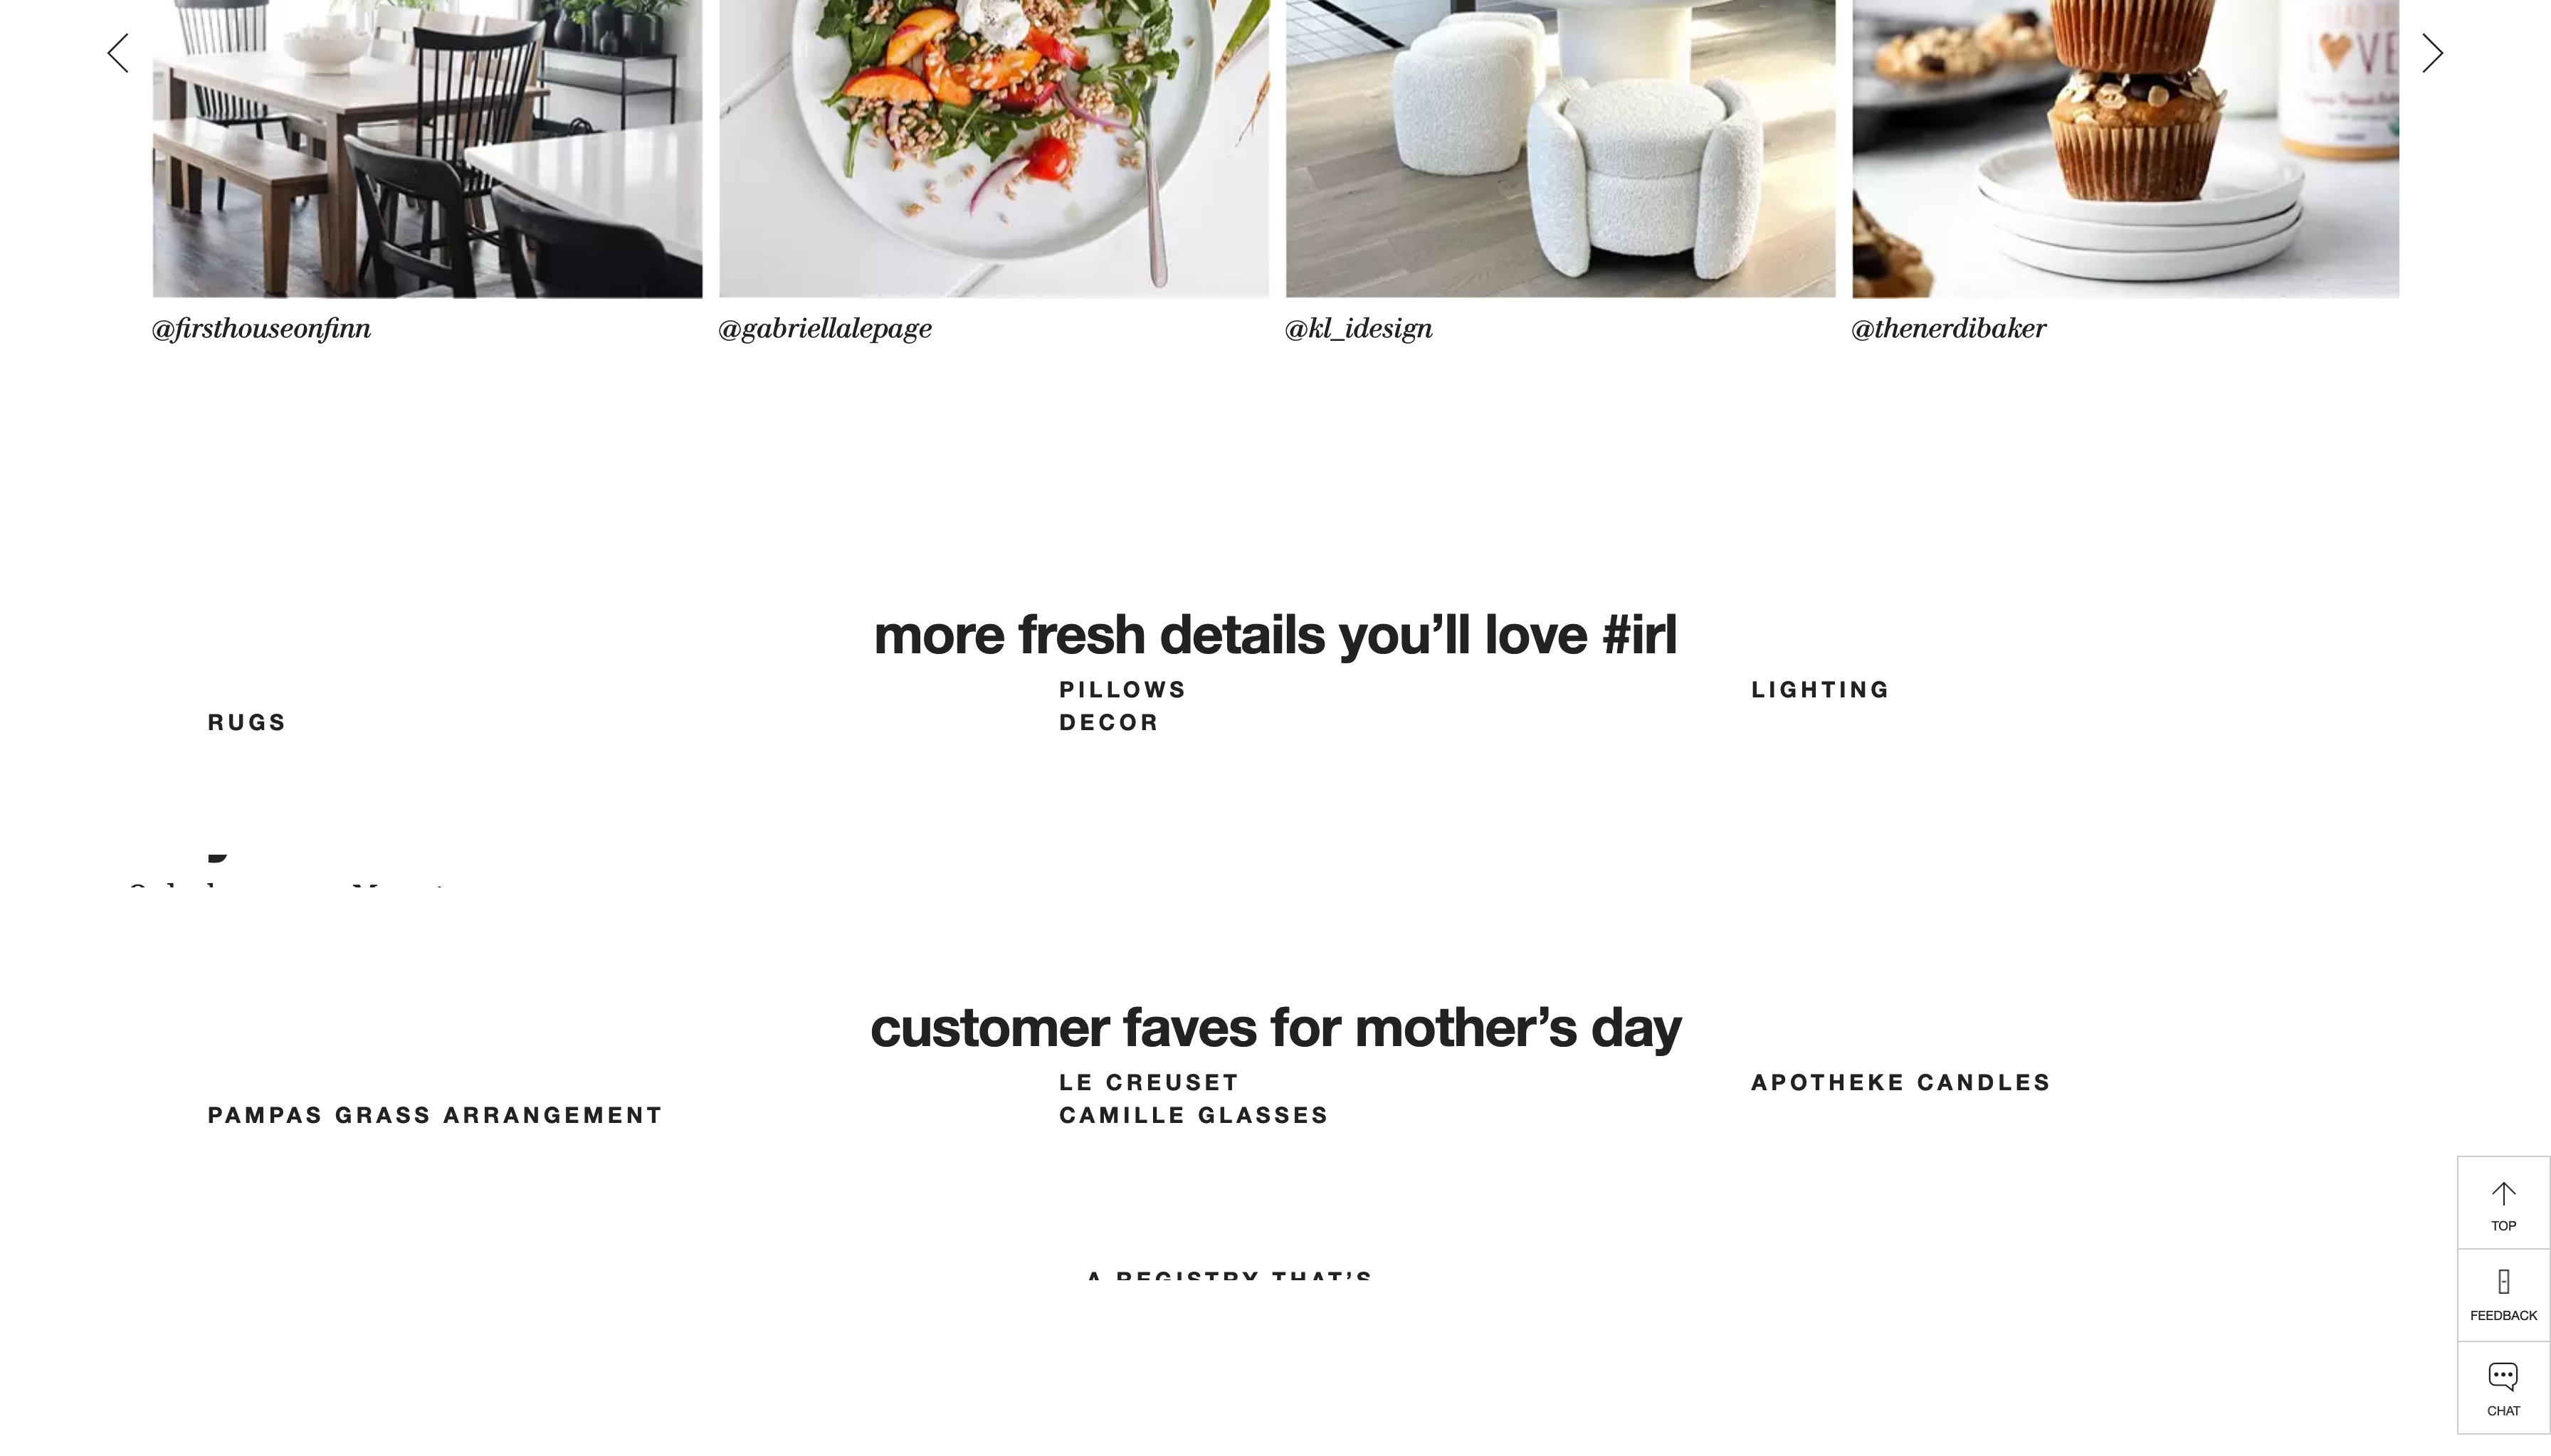 LOVE
@firsthouseonfinn
@gabriellalepage
@kl_idesign
@thenerdibaker
more fresh details you’ll love #irl
PILLOWS
LIGHTING
RUGS
DECOR
customer faves for mother’s day
LE CREUSET
APOTHEKE CANDLES
PAMPAS GRASS ARRANGEMENT
CAMILLE GLASSES
A REGISTRY THAT’S
TOP
FEEDBACK
CHAT